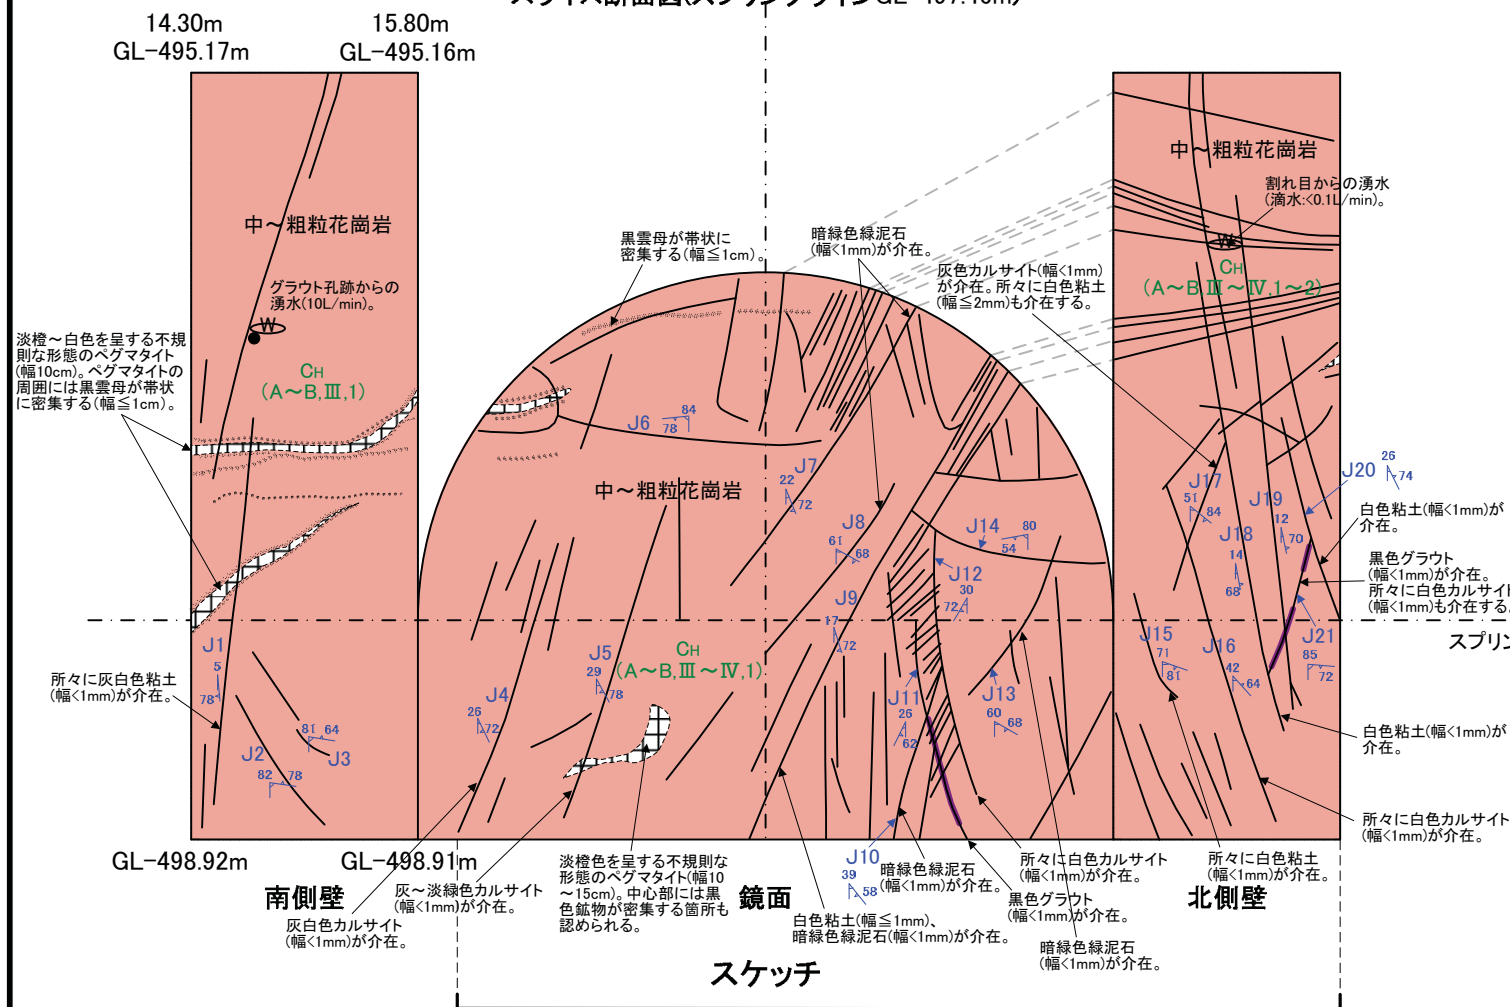 14.30m
GL-495.17m
15.80m
GL-495.16m
中～粗粒花崗岩
グラウト孔跡からの
湧水(10L/min)。
W
淡橙～白色を呈する不規
則な形態のペグマタイト
(幅10cm)。ペグマタイトの
周囲には黒雲母が帯状
に密集する(幅≦1cm)。
CH
(A～B,Ⅲ,1)
J1
5
78
所々に灰白色粘土
(幅<1mm)が介在。
J2
82 78
81 64
J3
GL-498.92m
GL-498.91m
南側壁
黒雲母が帯状に
密集する(幅≦1cm)。
暗緑色緑泥石
(幅<1mm)が介在。
灰色カルサイト(幅<1mm)
が介在。所々に白色粘土
(幅≦2mm)も介在する。
J6
84
78
中～粗粒花崗岩
J7
22
72
J8
61
68
J14
80
54
J12
30
72
J9
17
72
CH
(A～B,Ⅲ～Ⅳ,1)
J5
29
78
J4
26
72
J11
26
62
J13
60
68
J10
39
58
灰白色カルサイト
(幅<1mm)が介在。
灰～淡緑色カルサイト
(幅<1mm)が介在。
淡橙色を呈する不規則な
形態のペグマタイト(幅10
～15cm)。中心部には黒
色鉱物が密集する箇所も
認められる。
鏡面
白色粘土(幅≦1mm)、
暗緑色緑泥石(幅<1mm)が介在。
暗緑色緑泥石
(幅<1mm)が介在。
黒色グラウト
(幅<1mm)が介在。
所々に白色カルサイト
(幅<1mm)が介在。
暗緑色緑泥石
(幅<1mm)が介在。
スケッチ
中～粗粒花崗岩
割れ目からの湧水
(滴水:<0.1L/min)。
W
CH
(A～B,Ⅲ～Ⅳ,1～2)
J17
51
84
J19
12
70
J18
14
68
J20
26
74
白色粘土(幅<1mm)が
介在。
黒色グラウト
(幅<1mm)が介在。
所々に白色カルサイト
(幅<1mm)も介在する
スプリン
J15
71
81
J16
42
64
J21
85
72
白色粘土(幅<1mm)が
介在。
所々に白色カルサイト
(幅<1mm)が介在。
所々に白色粘土
(幅<1mm)が介在。
北側壁